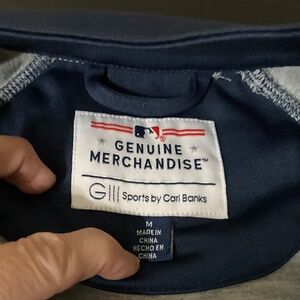 GENUINE
MERCHANDISE™
GIII Sports by Carl Banks
M
MADE IN
CHINA
HECHO EN
CHINA